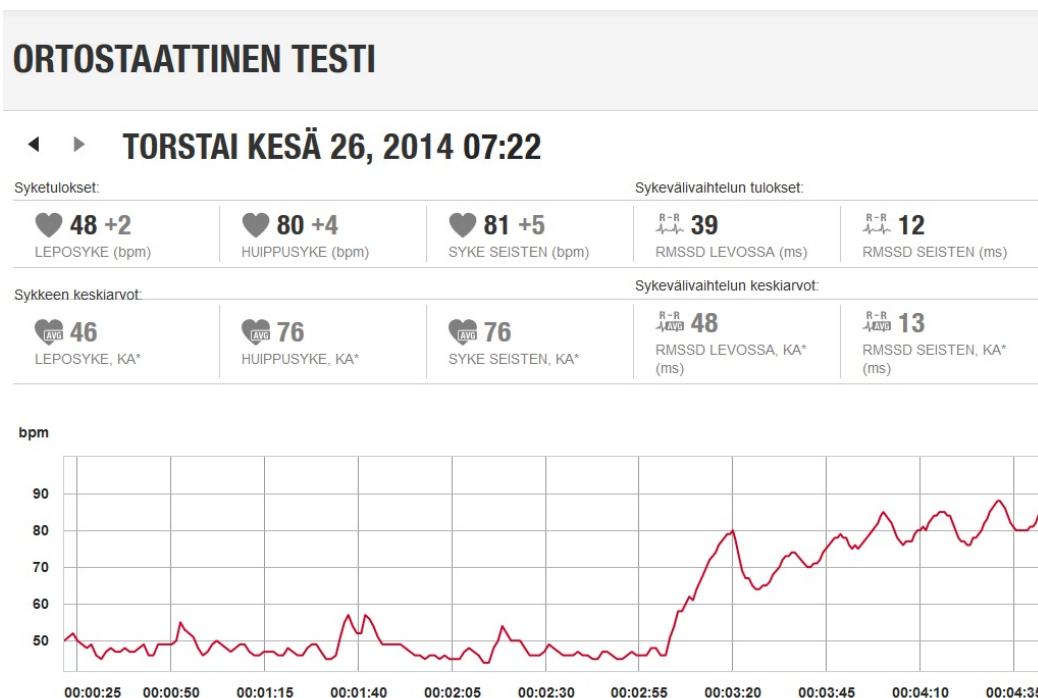 ORTOSTAATTINEN TESTI
TORSTAI KESÄ 26, 2014 07:22
Syketulokset:
Sykevälivaihtelun tulokset:
48 +2
80 +4
81 +5
R-R 39
R-R 12
LEPOSYKE (bpm)
HUIPPUSYKE (bpm)
SYKE SEISTEN (bpm)
RMSSD LEVOSSA (ms)
RMSSD SEISTEN (ms)
Sykkeen keskiarvot:
Sykevälivaihtelun keskiarvot:
AVG 46
AVG 76
AVG 76
R-R AVG 48
R-R AVG 13
LEPOSYKE, KA*
HUIPPUSYKE, KA*
SYKE SEISTEN, KA*
RMSSD LEVOSSA, KA*
(ms)
RMSSD SEISTEN, KA*
(ms)
bpm
90
80
70
60
50
00:00:25 00:00:50 00:01:15 00:01:40 00:02:05 00:02:30 00:02:55 00:03:20 00:03:45 00:04:10 00:04:35